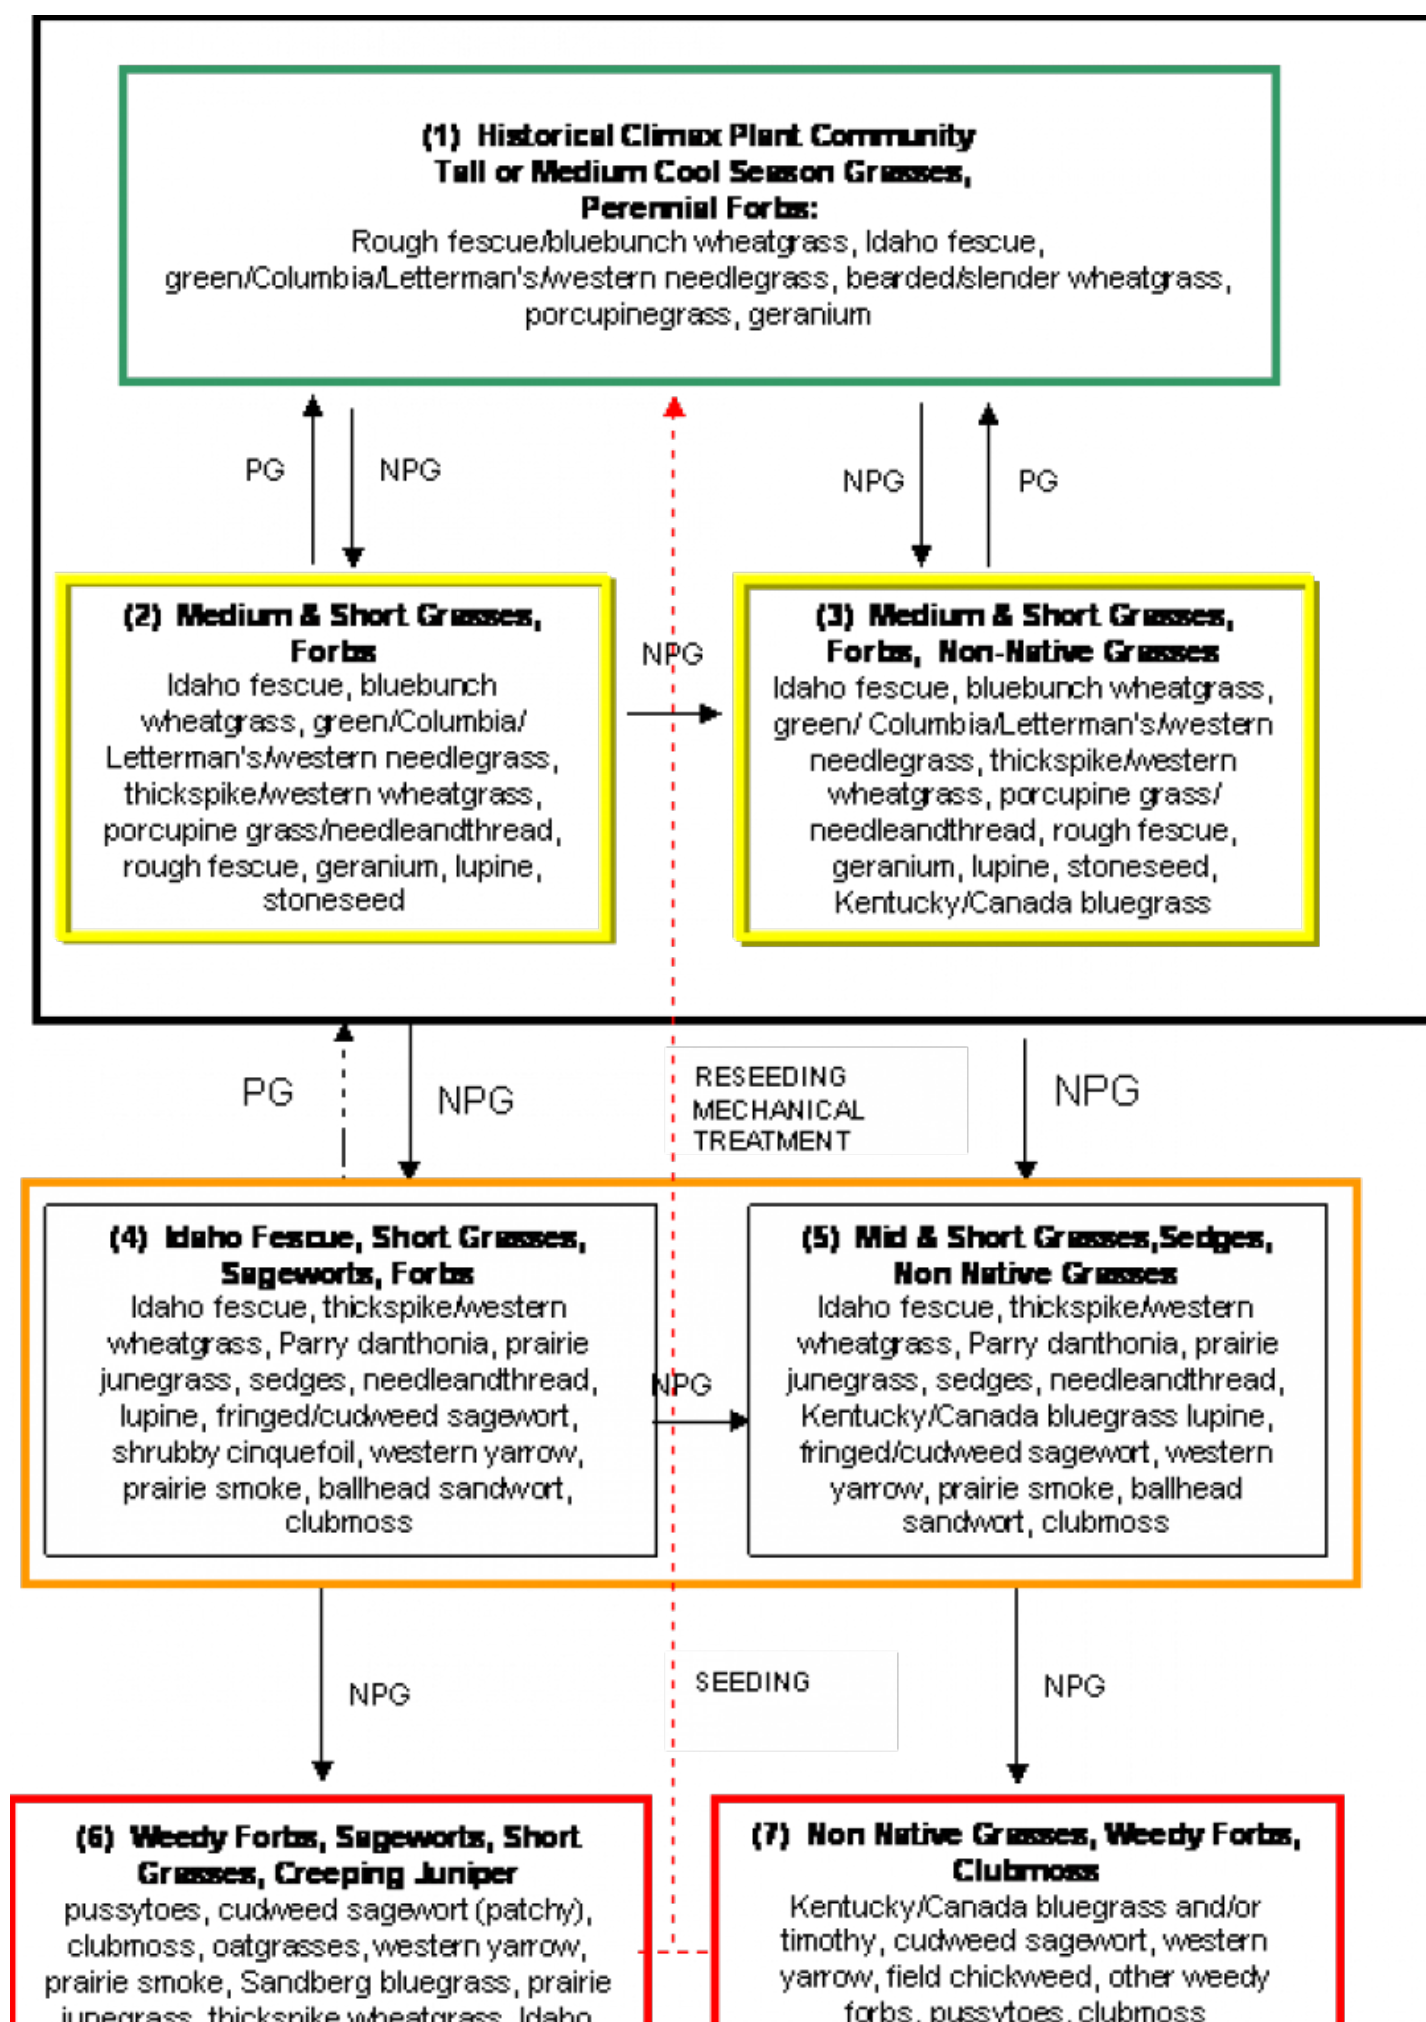 (1) Historical Climax Plant Community
Tall or Medium Cool Season Grasses,
Perennial Forbs:
Rough fescue/bluebunch wheatgrass, Idaho fescue,
green/Columbia/Letterman's/western needlegrass, bearded/slender wheatgrass,
porcupinegrass, geranium
PG
NPG
NPG
PG
(2) Medium & Short Grasses,
Forbs
Idaho fescue, bluebunch
wheatgrass, green/Columbia/
Letterman's/western needlegrass,
thickspike/western wheatgrass,
porcupine grass/needleandthread,
rough fescue, geranium, lupine,
stoneseed
NPG
(3) Medium & Short Grasses,
Forbs, Non-Native Grasses
Idaho fescue, bluebunch wheatgrass,
green/ Columbia/Letterman's/western
needlegrass, thickspike/western
wheatgrass, porcupine grass/
needleandthread, rough fescue,
geranium, lupine, stoneseed,
Kentucky/Canada bluegrass
PG
NPG
RESEEDING
MECHANICAL
TREATMENT
NPG
(4) Idaho Fescue, Short Grasses,
Sageworts, Forbs
Idaho fescue, thickspike/western
wheatgrass, Parry danthonia, prairie
junegrass, sedges, needleandthread,
lupine, fringed/cudweed sagewort,
shrubby cinquefoil, western yarrow,
prairie smoke, ballhead sandwort,
clubmoss
NPG
(5) Mid & Short Grasses,Sedges,
Non Native Grasses
Idaho fescue, thickspike/western
wheatgrass, Parry danthonia, prairie
junegrass, sedges, needleandthread,
Kentucky/Canada bluegrass lupine,
fringed/cudweed sagewort, western
yarrow, prairie smoke, ballhead
sandwort, clubmoss
NPG
SEEDING
NPG
(6) Weedy Forbs, Sageworts, Short
Grasses, Creeping Juniper
pussytoes, cudweed sagewort (patchy),
clubmoss, oatgrasses, western yarrow,
prairie smoke, Sandberg bluegrass, prairie
junegrass, thickspike wheatgrass, Idaho
(7) Non Native Grasses, Weedy Forbs,
Clubmoss
Kentucky/Canada bluegrass and/or
timothy, cudweed sagewort, western
yarrow, field chickweed, other weedy
forbs, pussytoes, clubmoss